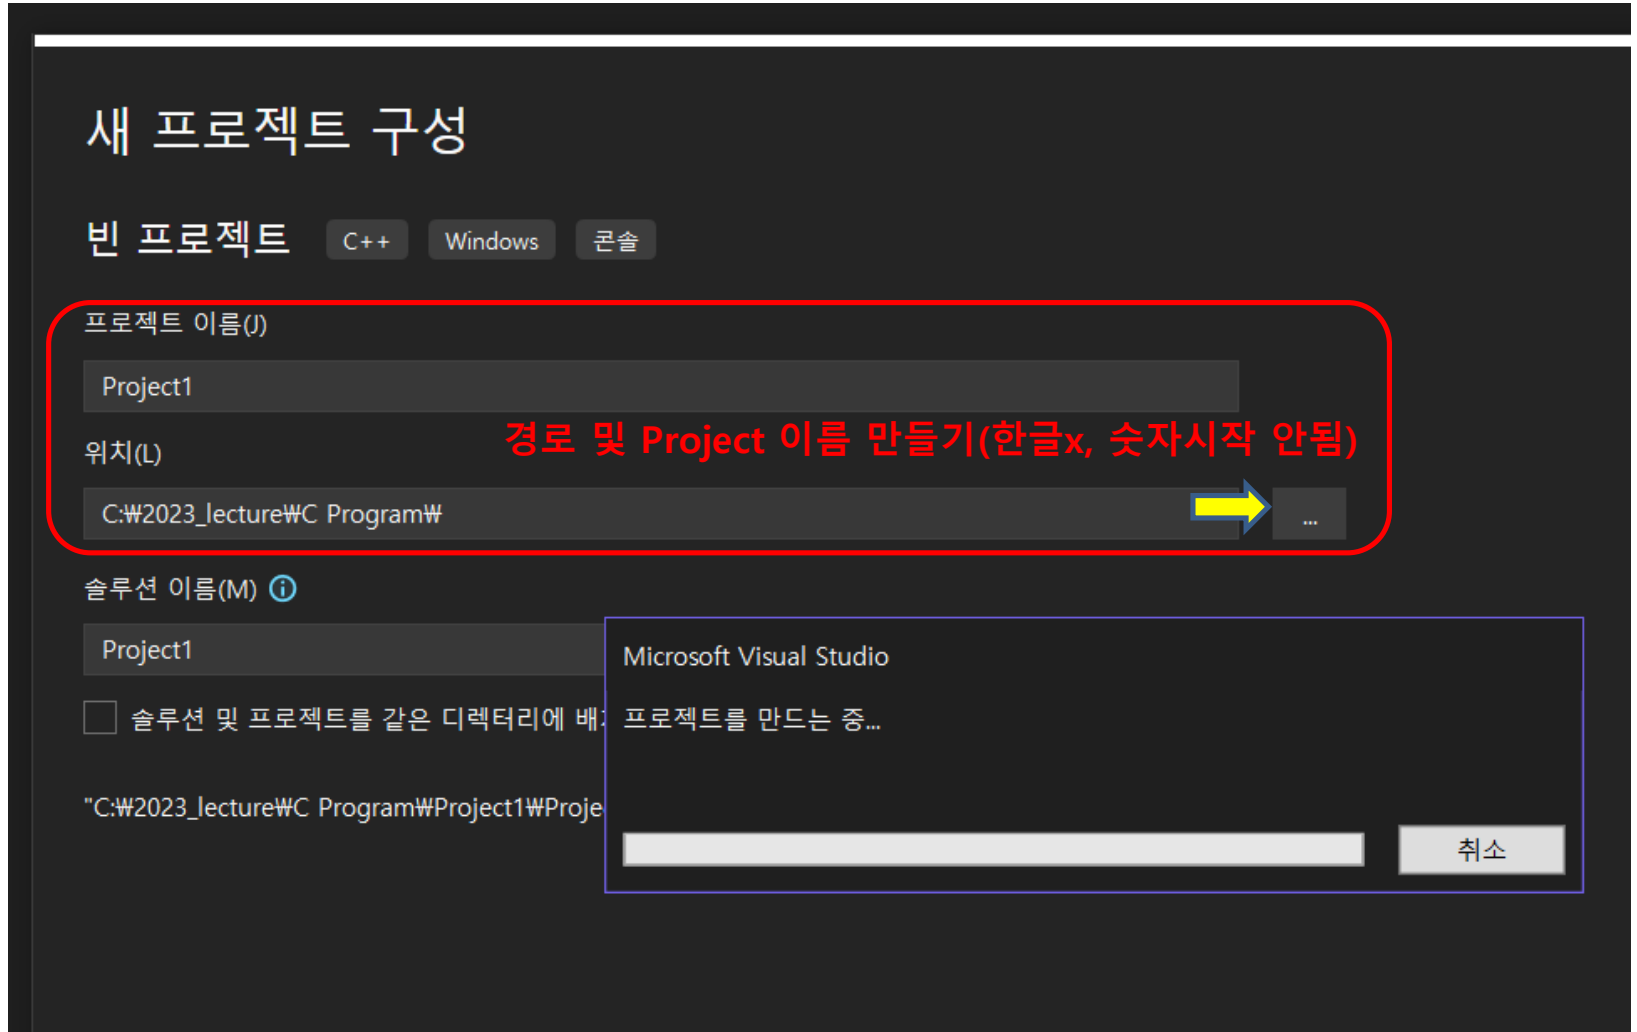 새 프로젝트 구성
빈 프로젝트 C++ Windows 콘솔
프로젝트 이름(J)
Project1
경로 및 Project 이름 만들기(한글x, 숫자시작 안됨)
위치(L)
C:₩2023_lecture₩C Program₩
...
솔루션 이름(M)
Project1
솔루션 및 프로젝트를 같은 디렉터리에
"C:₩2023_lecture₩C Program₩Project1₩Proje
Microsoft Visual Studio
프로젝트를 만드는 중...
취소